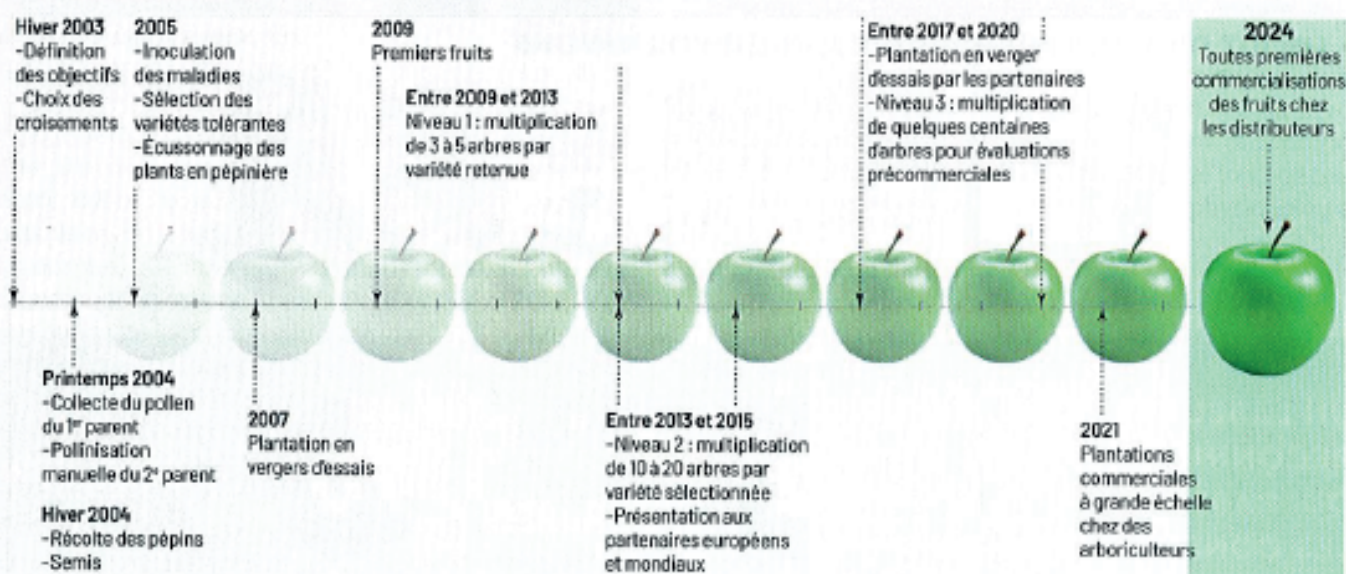 Hiver 2003
-Définition
des objectifs
-Choix des
croisements
2005
-Inoculation
des maladies
-Sélection des
variétés tolérantes
-Écussonnage des
plants en pépinière
2009
Premiers fruits
Entre 2009 et 2013
Niveau 1 : multiplication
de 3 à 5 arbres par
variété retenue
Entre 2017 et 2020
-Plantation en verger
d'essais par les partenaires
-Niveau 3 : multiplication
de quelques centaines
d'arbres pour évaluations
précommerciales
2024
Toutes premières
commercialisations
des fruits chez
les distributeurs
Printemps 2004
-Collecte du pollen
du 1er parent
-Pollinisation
manuelle du 2e parent
Hiver 2004
-Récolte des pépins
-Semis
2007
Plantation en
vergers d'essais
Entre 2013 et 2015
-Niveau 2 : multiplication
de 10 à 20 arbres par
variété sélectionnée
-Présentation aux
partenaires européens
et mondiaux
2021
Plantations
commerciales
à grande échelle
chez des
arboriculteurs